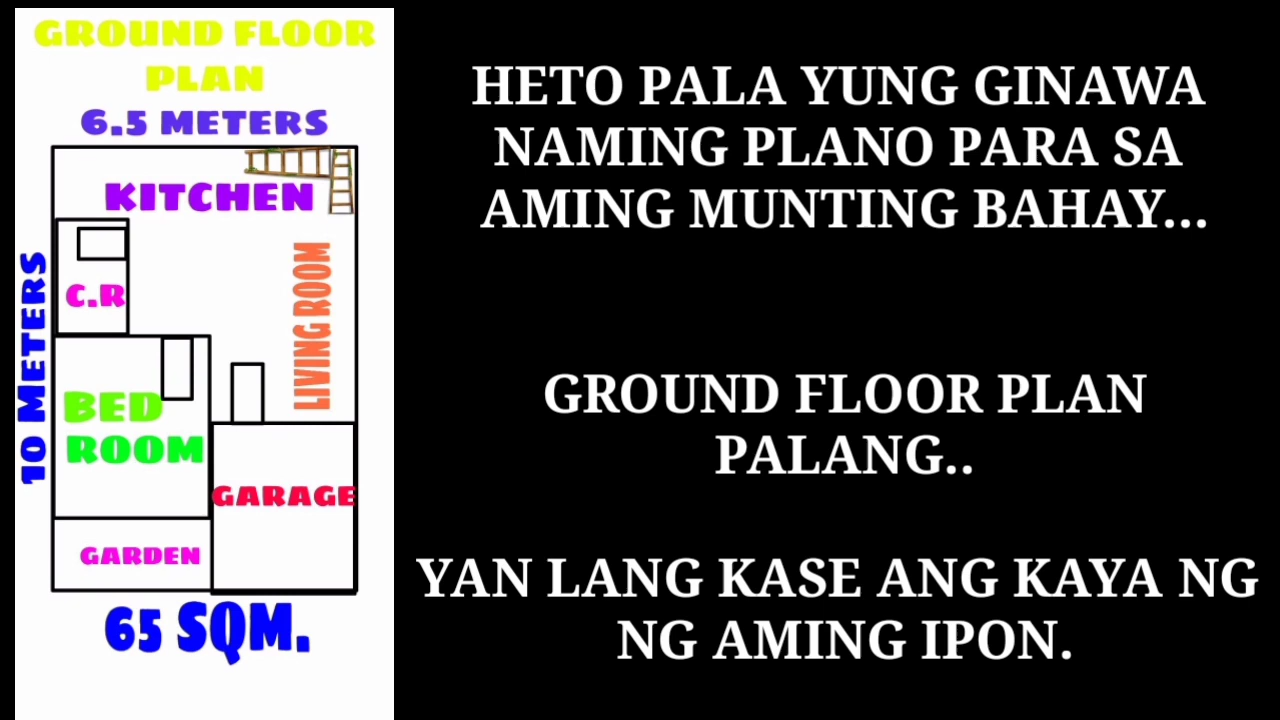 GROUND FLOOR
PLAN
6.5 METERS
KITCHEN
LIVING ROOM
C.R
10 METERS
BED
ROOM
GARAGE
GARDEN
65 SQM.
HETO PALA YUNG GINAWA
NAMING PLANO PARA SA
AMING MUNTING BAHAY...
GROUND FLOOR PLAN
PALANG..
YAN LANG KASE ANG KAYA NG
NG AMING IPON.